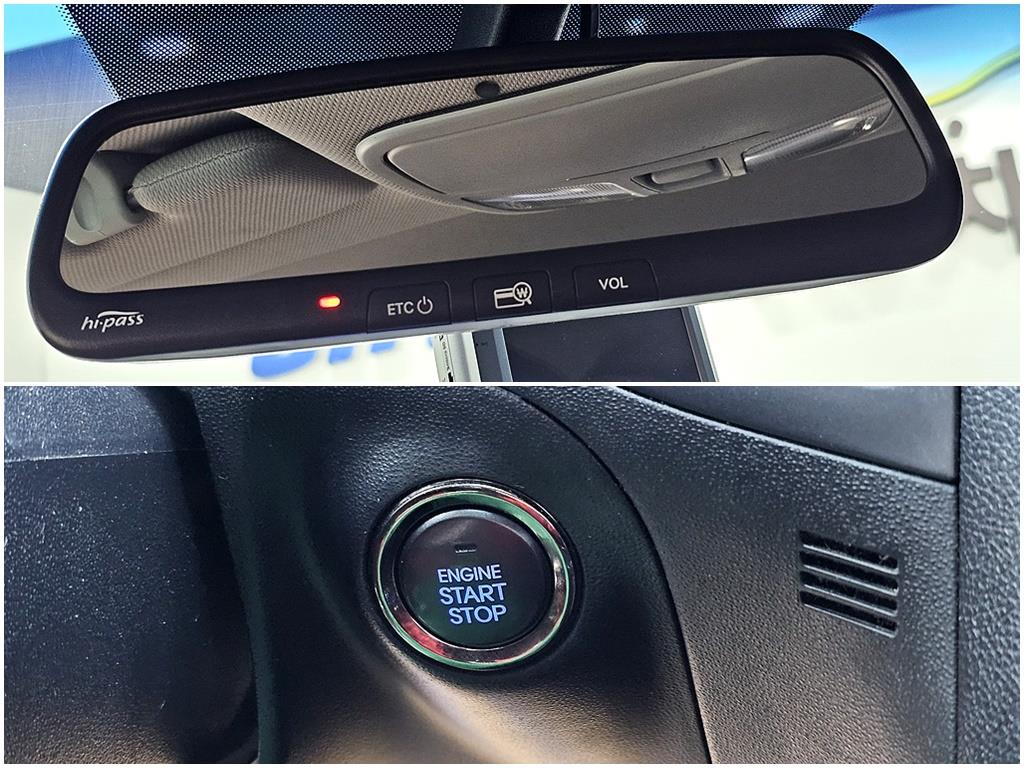 hi-pass
ETC
W
VOL
ENGINE
START
STOP